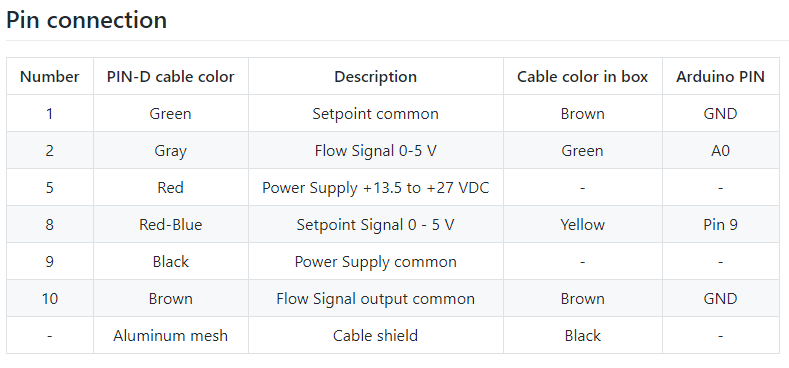 Pin connection
Number PIN-D cable color Description Cable color in box Arduino PIN
1 Green Setpoint common Brown GND
2 Gray Flow Signal 0-5 V Green A0
5 Red Power Supply +13.5 to +27 VDC - -
8 Red-Blue Setpoint Signal 0 - 5 V Yellow Pin 9
9 Black Power Supply common - -
10 Brown Flow Signal output common Brown GND
- Aluminum mesh Cable shield Black -